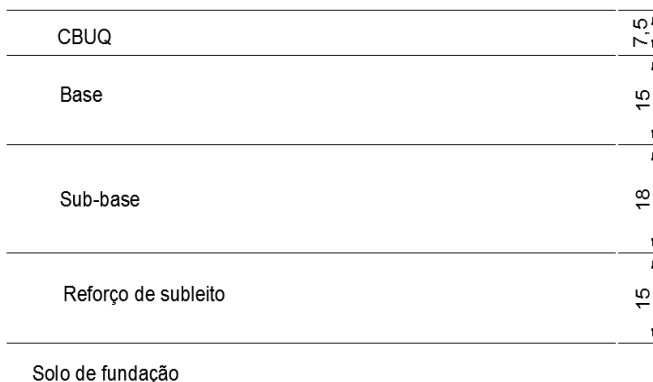 CBUQ 7,5
Base 15
Sub-base 18
Reforço de subleito 15
Solo de fundação